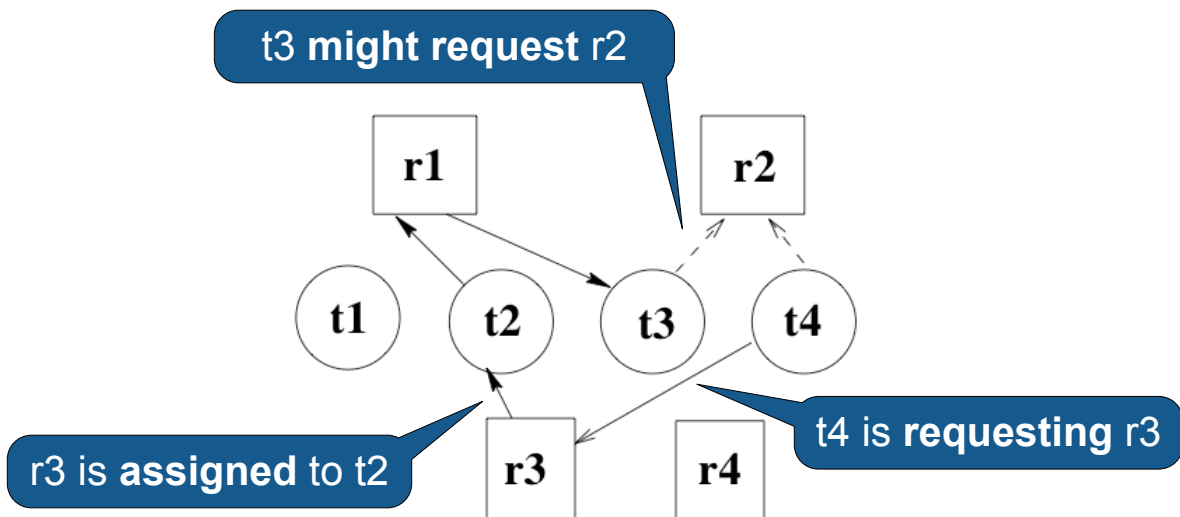 t3 might request r2
r1
r2
t1
t2
t3
t4
r3 is assigned to t2
r3
r4
t4 is requesting r3